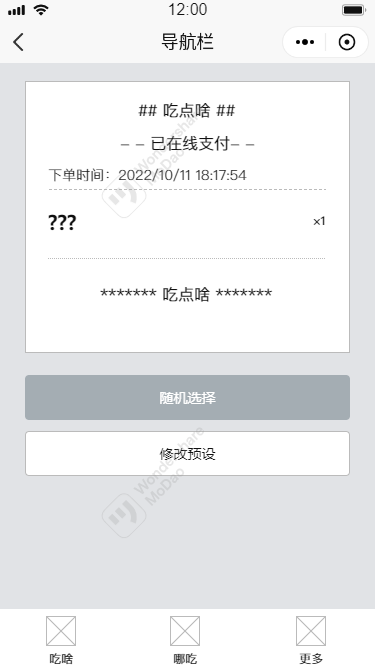 12:00
导航栏
## 吃点啥 ##
- - 已在线支付- -
下单时间：2022/10/11 18:17:54
??? ×1
******* 吃点啥 *******
随机选择
修改预设
吃啥 哪吃 更多
Wondershare
MoDao
Wondershare
MoDao